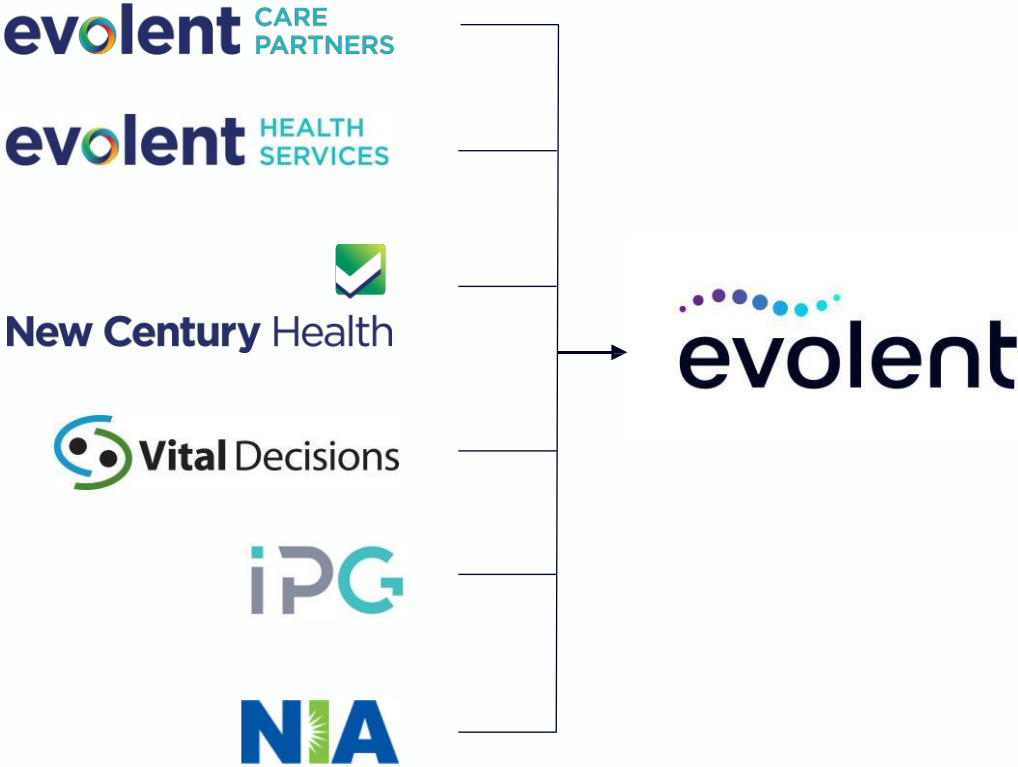 evolent CARE
PARTNERS
evolent HEALTH
SERVICES
New Century Health
Vital Decisions
iPG
NIA
evolent